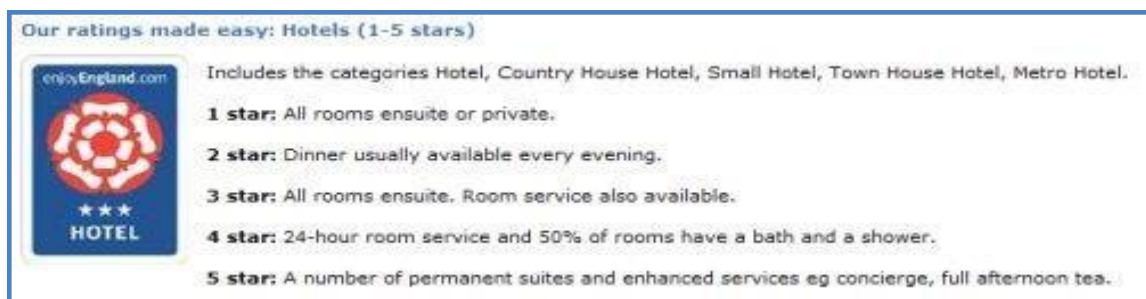 Our ratings made easy: Hotels (1-5 stars)
enjoyEngland.com
HOTEL
Includes the categories Hotel, Country House Hotel, Small Hotel, Town House Hotel, Metro Hotel.
1 star: All rooms ensuite or private.
2 star: Dinner usually available every evening.
3 star: All rooms ensuite. Room service also available.
4 star: 24-hour room service and 50% of rooms have a bath and a shower.
5 star: A number of permanent suites and enhanced services eg concierge, full afternoon tea.